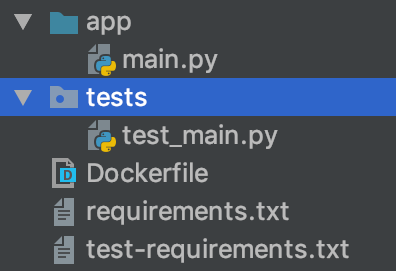 app
main.py
tests
test_main.py
Dockerfile
requirements.txt
test-requirements.txt